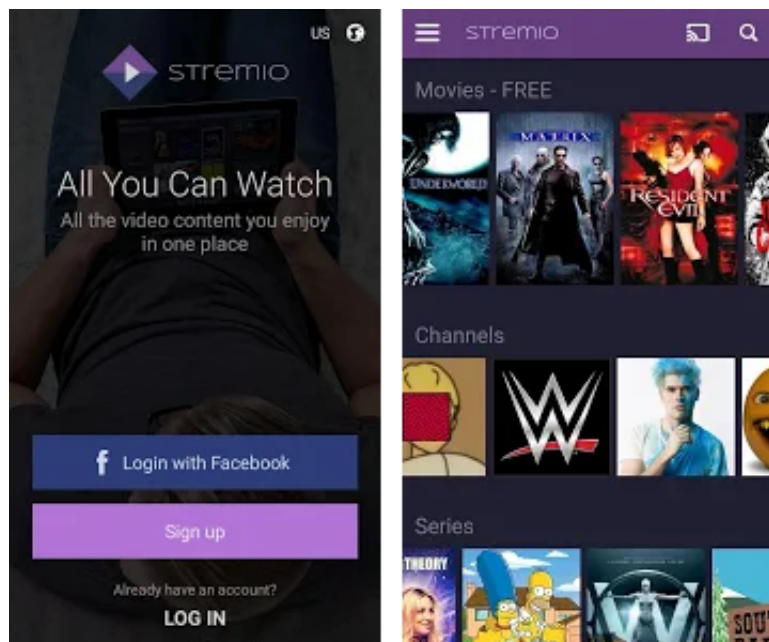 US
STREMIO
All You Can Watch
All the video content you enjoy
in one place
Login with Facebook
Sign up
Already have an account?
LOG IN
STREMIO
Movies - FREE
UNDERWORLD
MATRIX
RESIDENT
EVIL
Channels
W
Series
THEORY
W
SOU